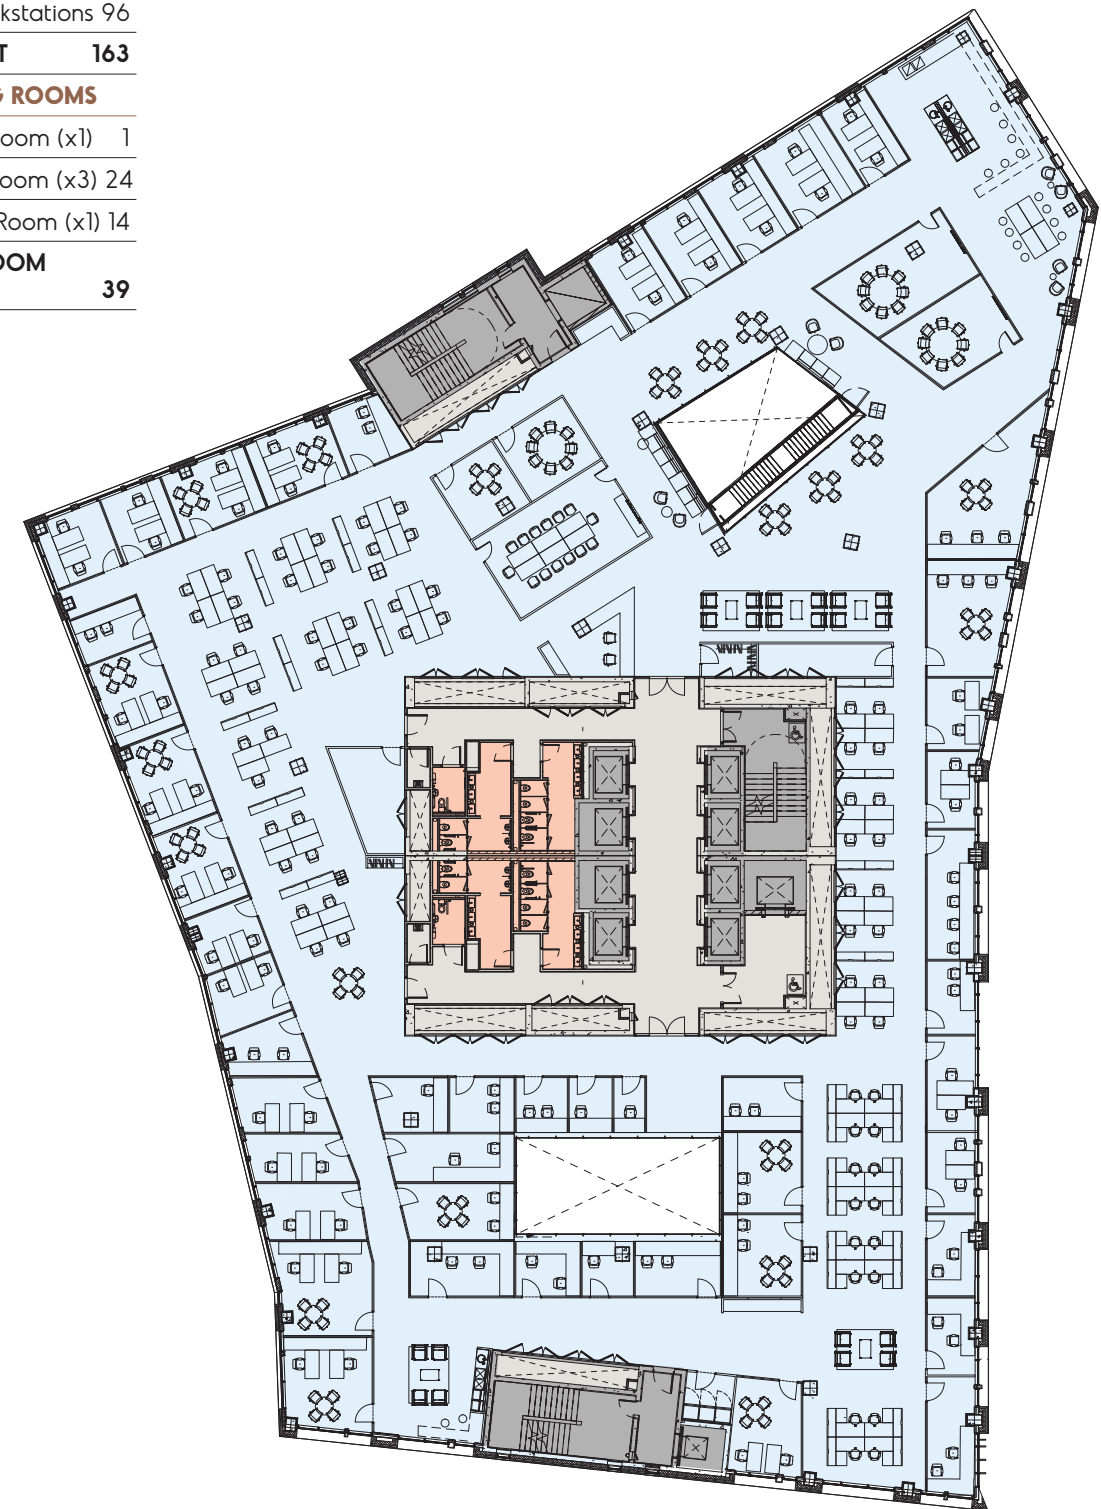 kstations 96
T 163
G ROOMS
oom (x1) 1
oom (x3) 24
Room (x1) 14
OOM
39